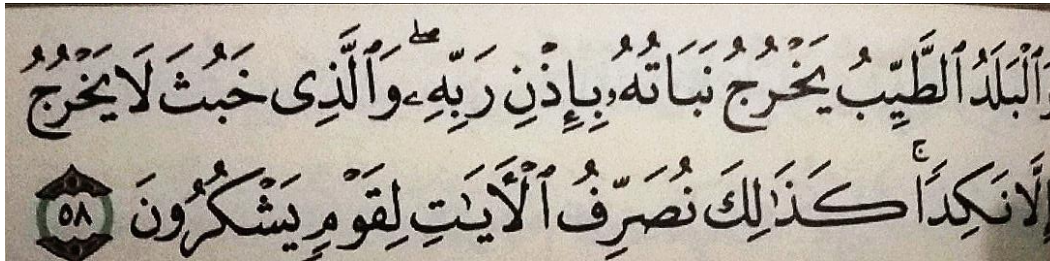 وَٱلْبَلَدُ ٱلطَّيِّبُ يَخْرُجُ نَبَاتُهُۥ بِإِذْنِ رَبِّهِۦۖ وَٱلَّذِى خَبُثَ لَا يَخْرُجُ
إِلَّا نَكِدًاۚ كَذَٰلِكَ نُصَرِّفُ ٱلْـَٔايَـٰتِ لِقَوْمٍ يَشْكُرُونَ ٥٨